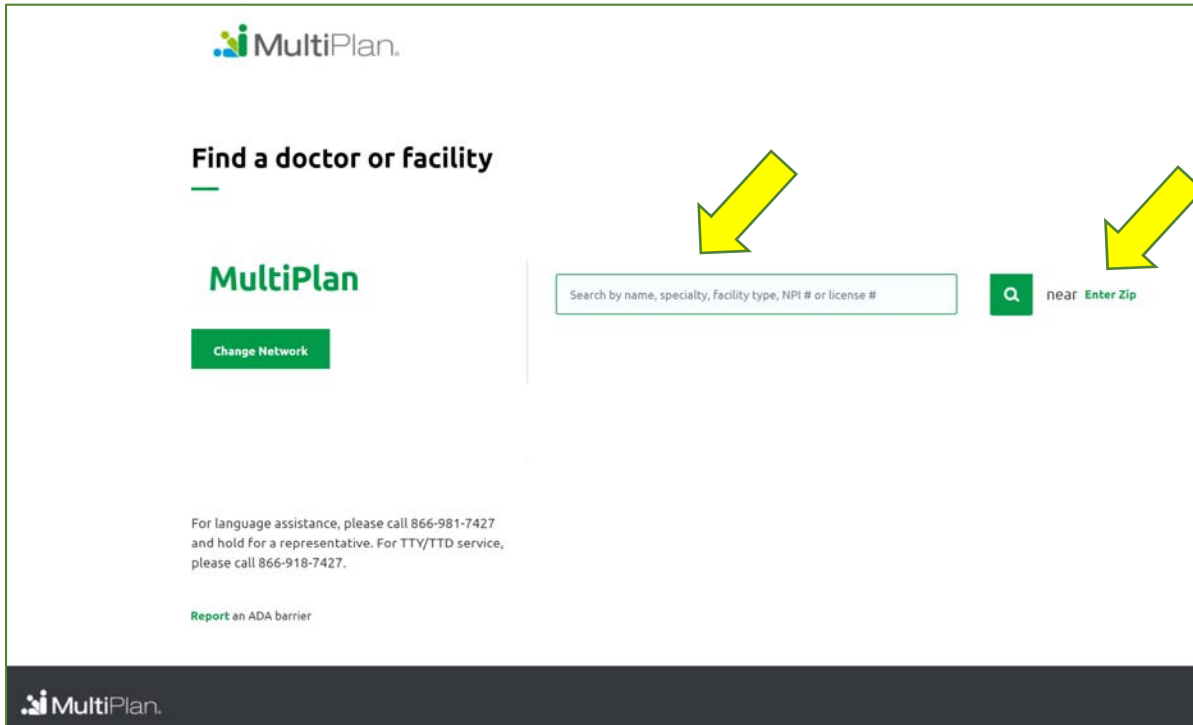 MultiPlan.
Find a doctor or facility
MultiPlan
Change Network
Search by name, specialty, facility type, NPI # or license #
near Enter Zip
For language assistance, please call 866-981-7427
and hold for a representative. For TTY/TTD service,
please call 866-918-7427.
Report an ADA barrier
MultiPlan.